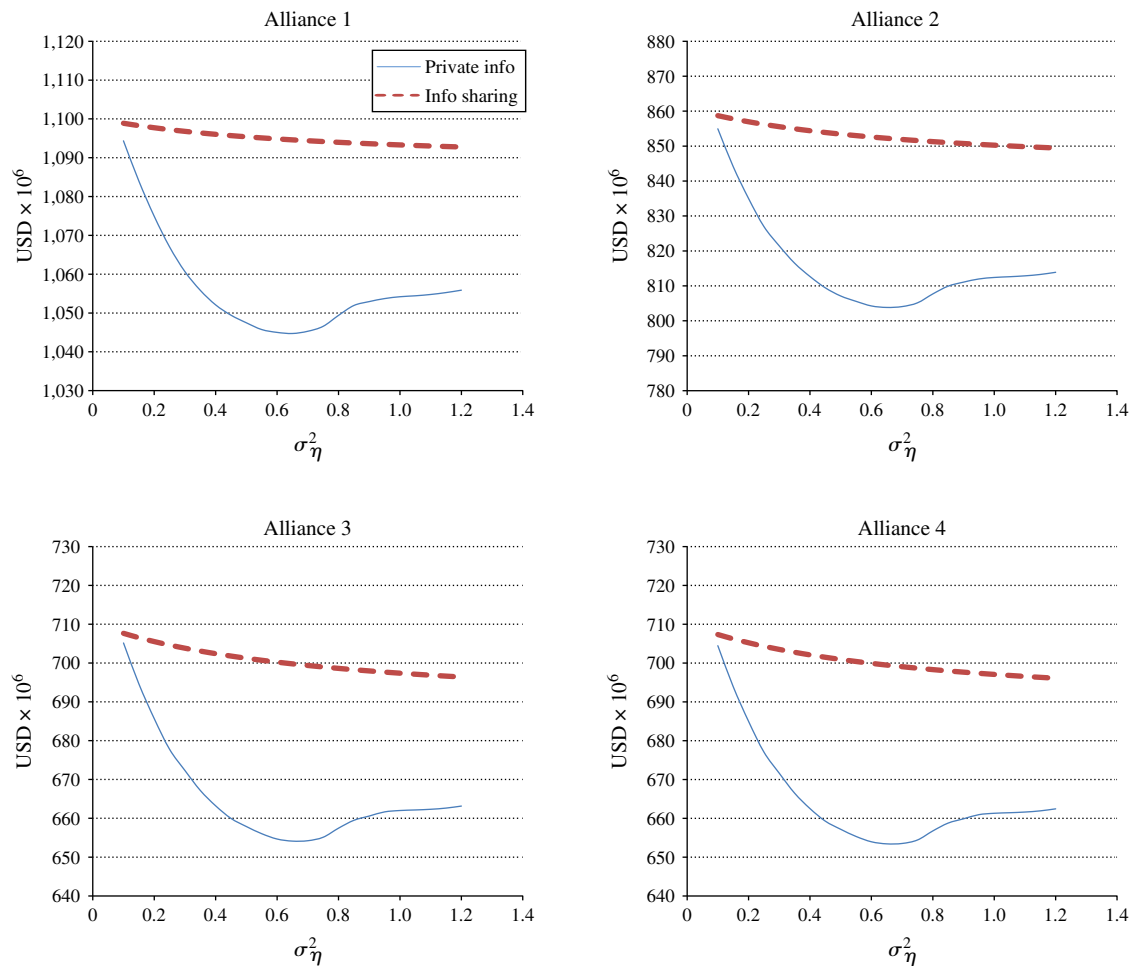 Alliance 1
1,120
1,110
1,100
1,090
1,080
1,070
1,060
1,050
1,040
1,030
USD × 10⁶
Private info
Info sharing
0 0.2 0.4 0.6 0.8 1.0 1.2 1.4
σ²η
Alliance 2
880
870
860
850
840
830
820
810
800
790
780
USD × 10⁶
0 0.2 0.4 0.6 0.8 1.0 1.2 1.4
σ²η
Alliance 3
730
720
710
700
690
680
670
660
650
640
USD × 10⁶
0 0.2 0.4 0.6 0.8 1.0 1.2 1.4
σ²η
Alliance 4
730
720
710
700
690
680
670
660
650
640
USD × 10⁶
0 0.2 0.4 0.6 0.8 1.0 1.2 1.4
σ²η